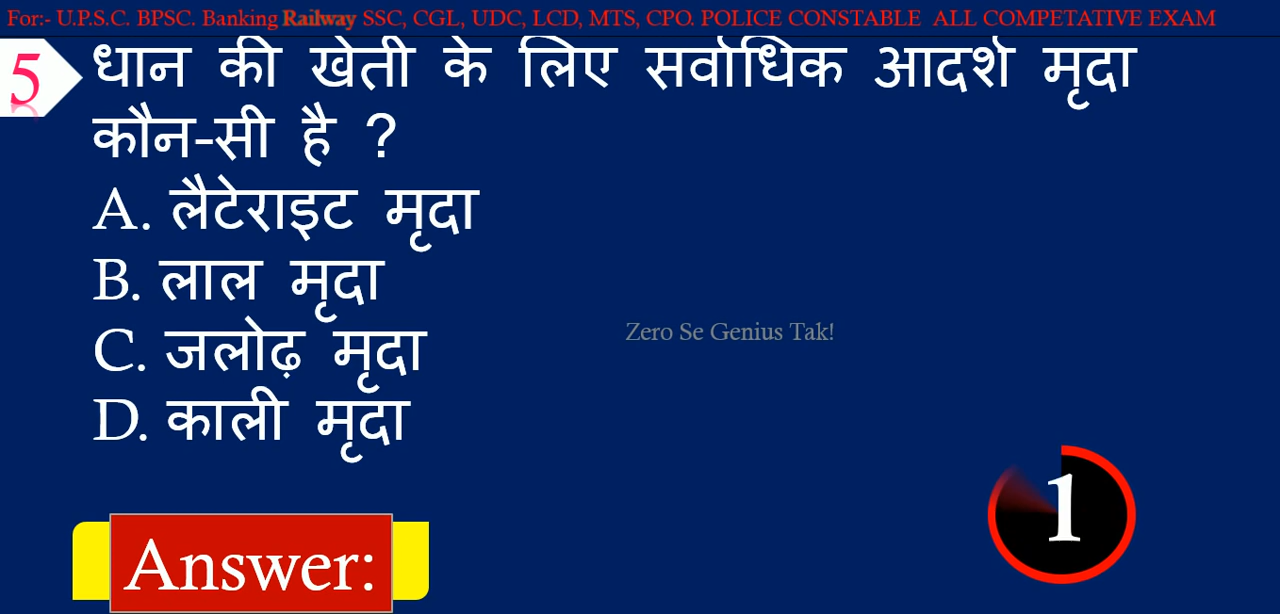 For:- U.P.S.C. BPSC. Banking Railway SSC, CGL, UDC, LCD, MTS, CPO. POLICE CONSTABLE ALL COMPETATIVE EXAM
5 धान की खेती के लिए सर्वाधिक आदर्श मृदा
कौन-सी है ?
A. लैटेराइट मृदा
B. लाल मृदा
C. जलोढ़ मृदा
D. काली मृदा
Zero Se Genius Tak!
1
Answer: